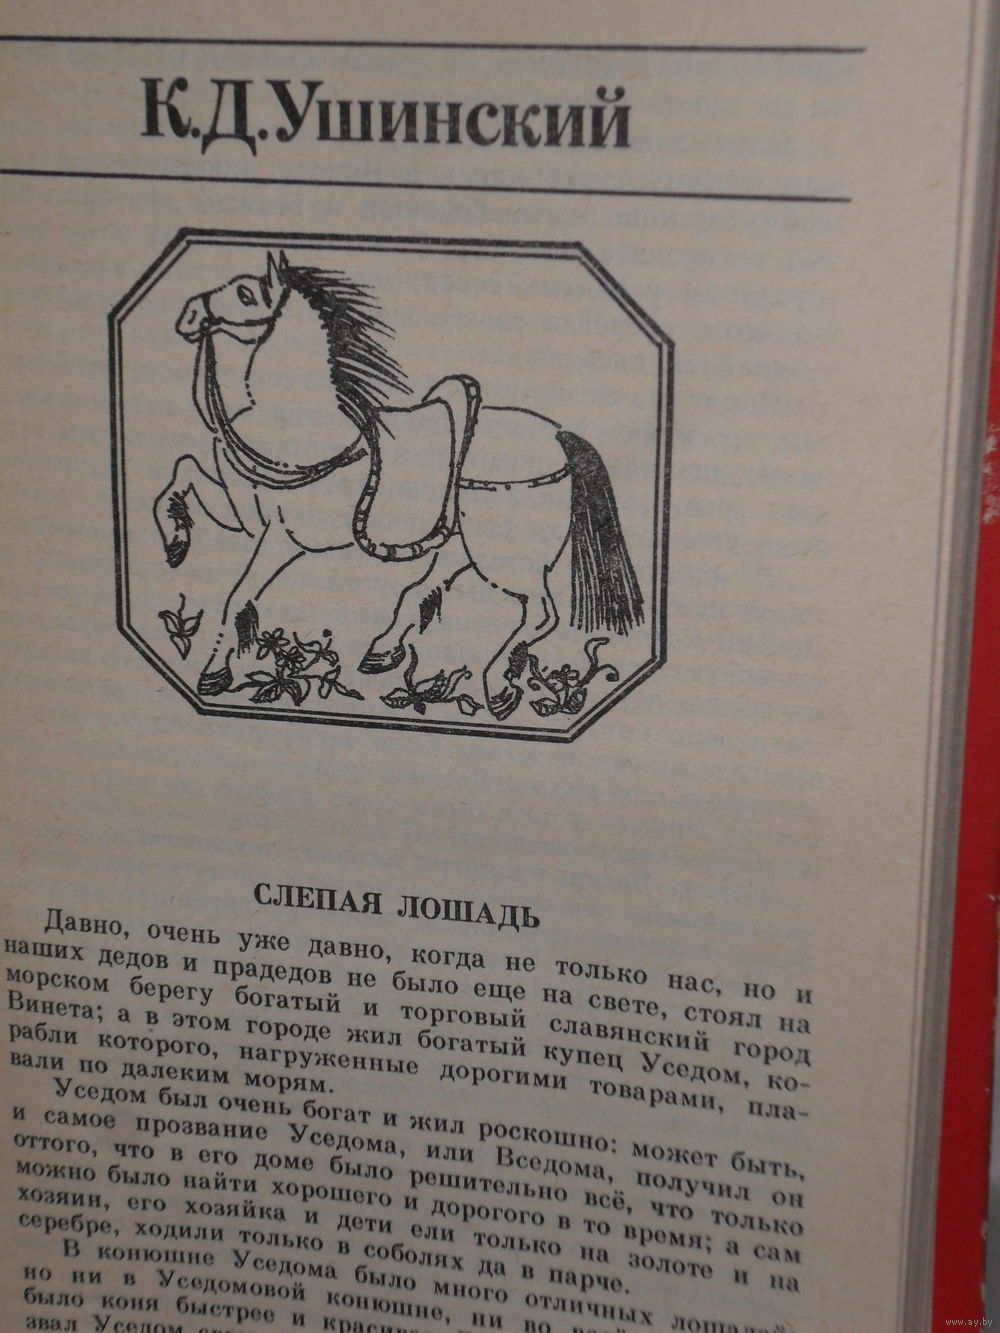 К.Д.Ушинский
СЛЕПАЯ ЛОШАДЬ
Давно, очень уже давно, когда не только нас, но и
наших дедов и прадедов не было еще на свете, стоял на
морском берегу богатый и торговый славянский город
Винета; а в этом городе жил богатый купец Уседом, ко-
рабли которого, нагруженные дорогими товарами, пла-
вали по далеким морям.
Уседом был очень богат и жил роскошно: может быть,
и самое прозвание Уседома, или Вседома, получил он
оттого, что в его доме было решительно всё, что только
можно было найти хорошего и дорогого в то время; а сам
хозяин, его хозяйка и дети ели только на золоте и на
серебре, ходили только в соболях да в парче.
В конюшне Уседома было много отличных лошадей,
но ни в Уседомовой конюшне, ни во
было коня быстрее и
звал Уседом
www.ay.by